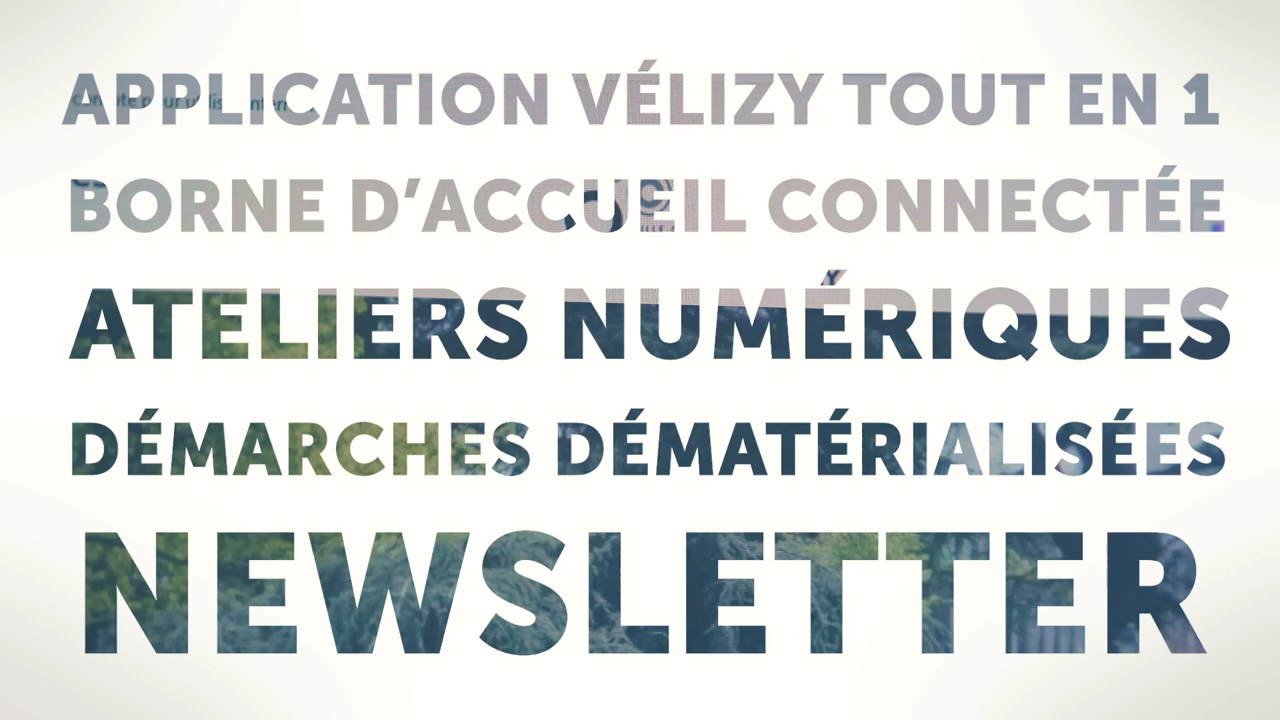 APPLICATION VÉLIZY TOUT EN 1
BORNE D’ACCUEIL CONNECTÉE
ATELIERS NUMÉRIQUES
DÉMARCHES DÉMATÉRIALISÉES
NEWSLETTER